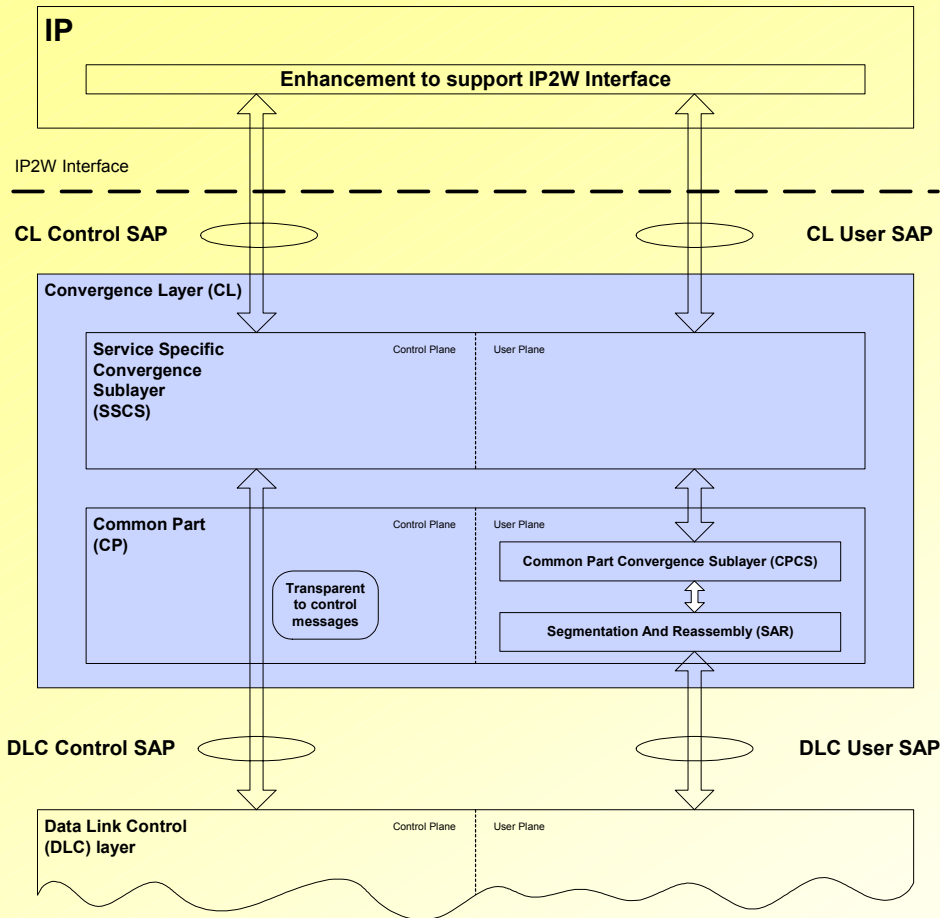 IP
Enhancement to support IP2W Interface
IP2W Interface
CL Control SAP
CL User SAP
Convergence Layer (CL)
Service Specific
Convergence
Sublayer
(SSCS)
Control Plane
User Plane
Common Part
(CP)
Control Plane
User Plane
Common Part Convergence Sublayer (CPCS)
Transparent
to control
messages
Segmentation And Reassembly (SAR)
DLC Control SAP
DLC User SAP
Data Link Control
(DLC) layer
Control Plane
User Plane